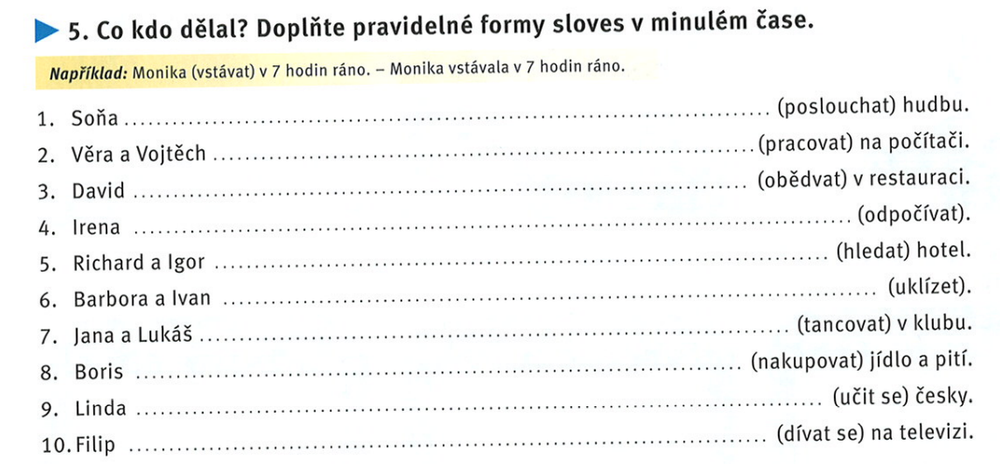 5. Co kdo dělal? Doplňte pravidelné formy sloves v minulém čase.
Například: Monika (vstávat) v 7 hodin ráno. – Monika vstávala v 7 hodin ráno.
1. Soňa ........................................ (poslouchat) hudbu.
2. Věra a Vojtěch ........................................ (pracovat) na počítači.
3. David ........................................ (obědvat) v restauraci.
4. Irena ........................................ (odpočívat).
5. Richard a Igor ........................................ (hledat) hotel.
6. Barbora a Ivan ........................................ (uklízet).
7. Jana a Lukáš ........................................ (tancovat) v klubu.
8. Boris ........................................ (nakupovat) jídlo a pití.
9. Linda ........................................ (učit se) česky.
10. Filip ........................................ (dívat se) na televizi.